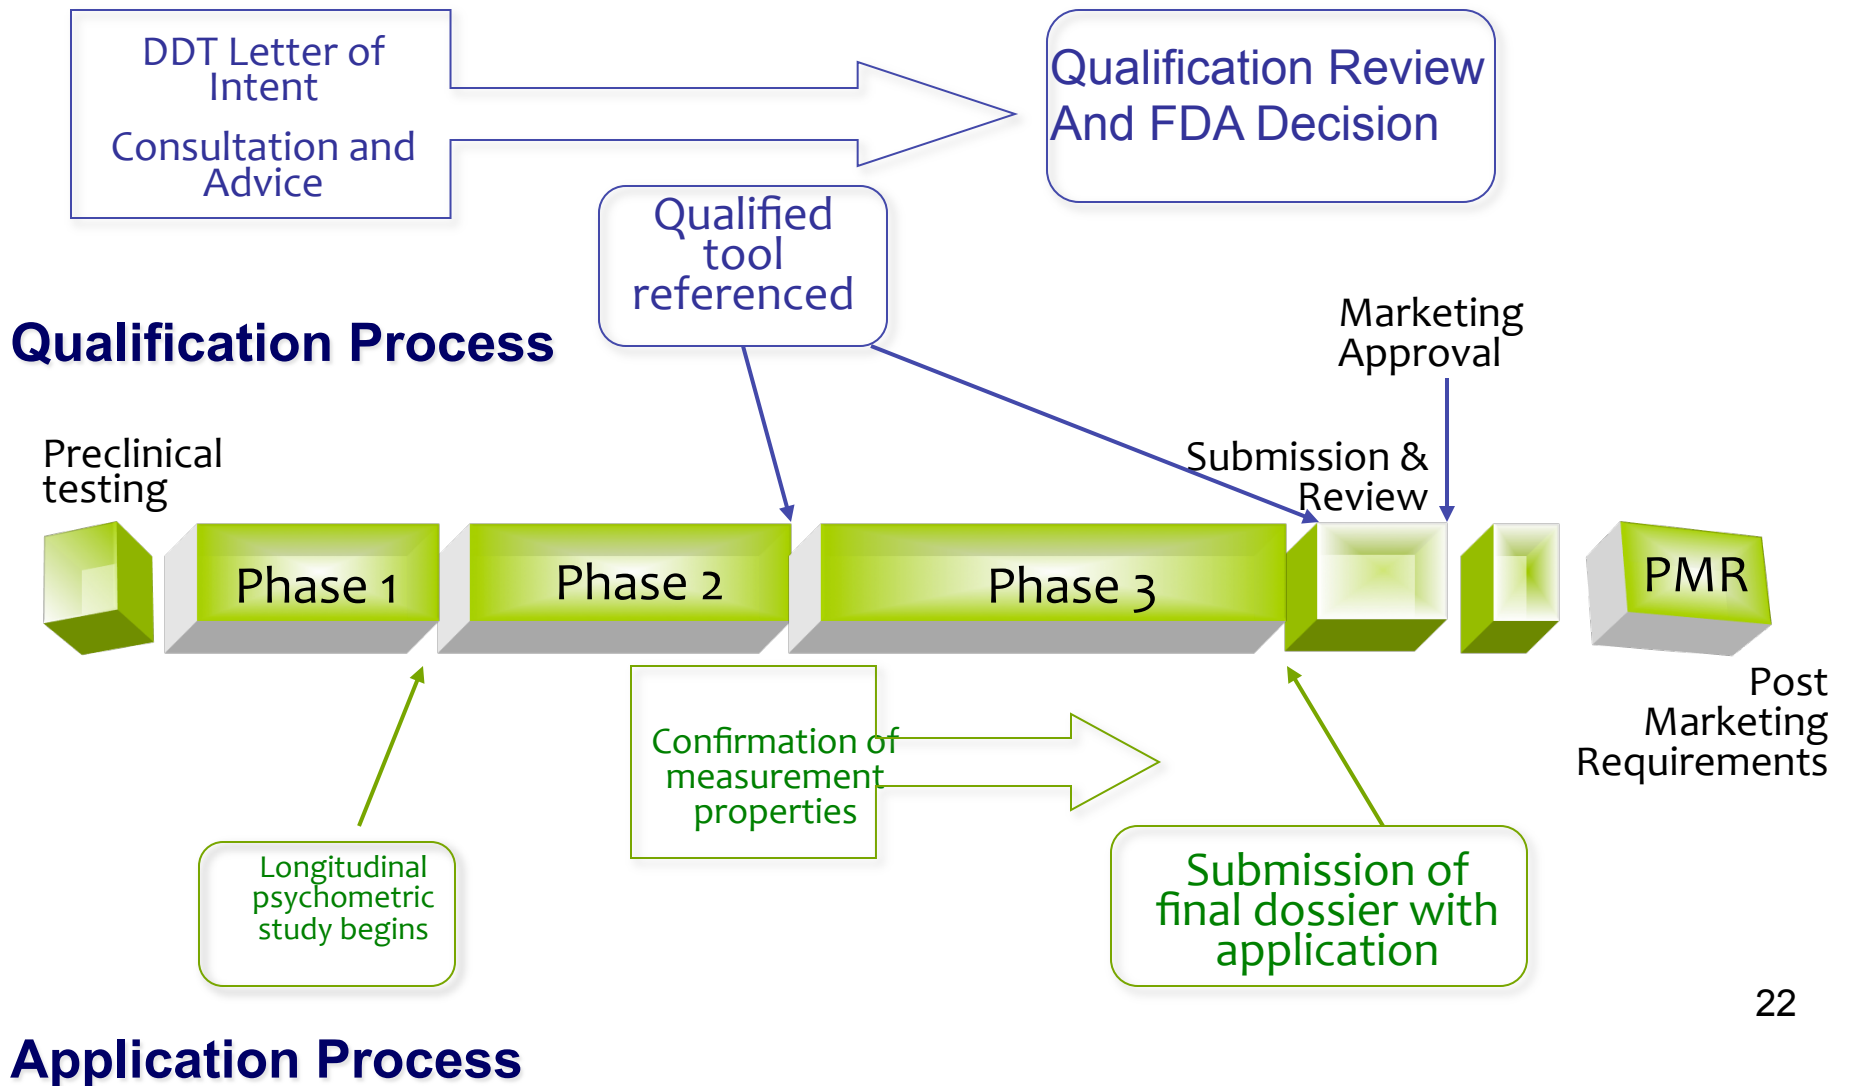 DDT Letter of
Intent
Consultation and
Advice
Qualification Review
And FDA Decision
Qualified
tool
referenced
Qualification Process
Marketing
Approval
Preclinical
testing
Submission &
Review
Phase 1
Phase 2
Phase 3
PMR
Post
Marketing
Requirements
Confirmation of
measurement
properties
Longitudinal
psychometric
study begins
Submission of
final dossier with
application
22
Application Process